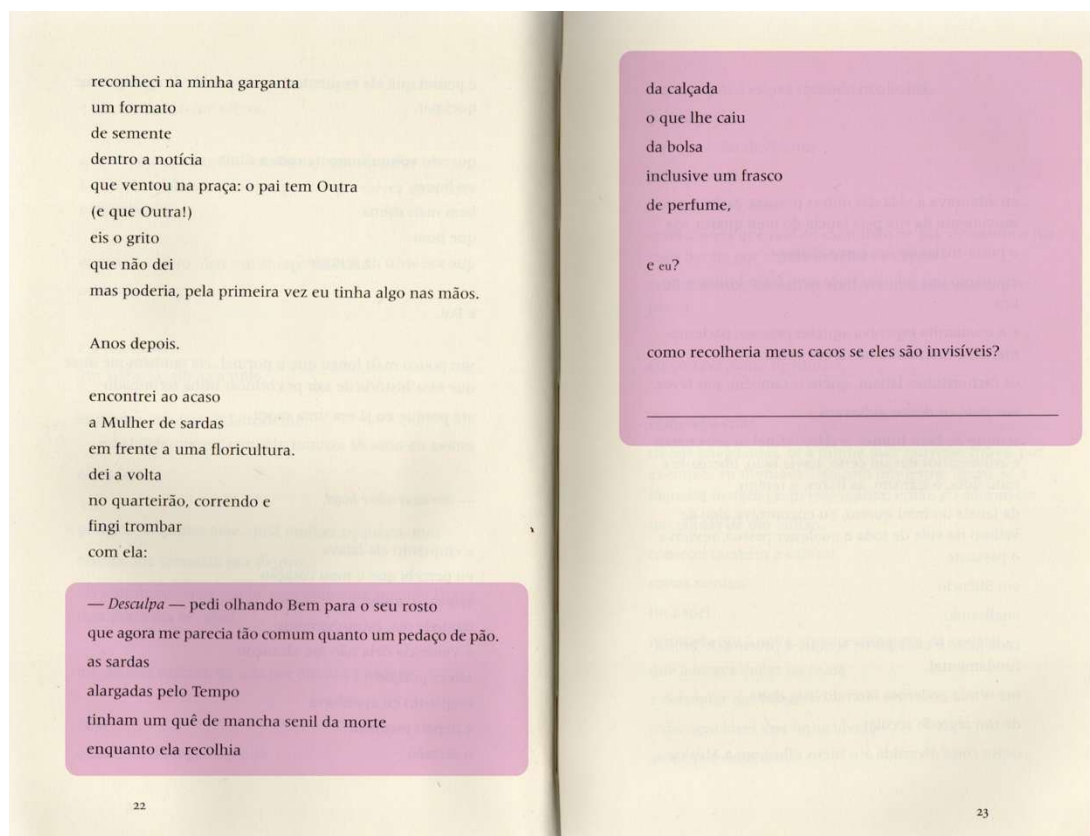 reconheci na minha garganta
um formato
de semente
dentro a notícia
que ventou na praça: o pai tem Outra
(e que Outra!)
eis o grito
que não dei
mas poderia, pela primeira vez eu tinha algo nas mãos.
Anos depois.
encontrei ao acaso
a Mulher de sardas
em frente a uma floricultura.
dei a volta
no quarteirão, correndo e
fingi trombar
com ela:
— Desculpa — pedi olhando Bem para o seu rosto
que agora me parecia tão comum quanto um pedaço de pão.
as sardas
alargadas pelo Tempo
tinham um quê de mancha senil da morte
enquanto ela recolhia
22
da calçada
o que lhe caiu
da bolsa
inclusive um frasco
de perfume,
e eu?
como recolheria meus cacos se eles são invisíveis?
23